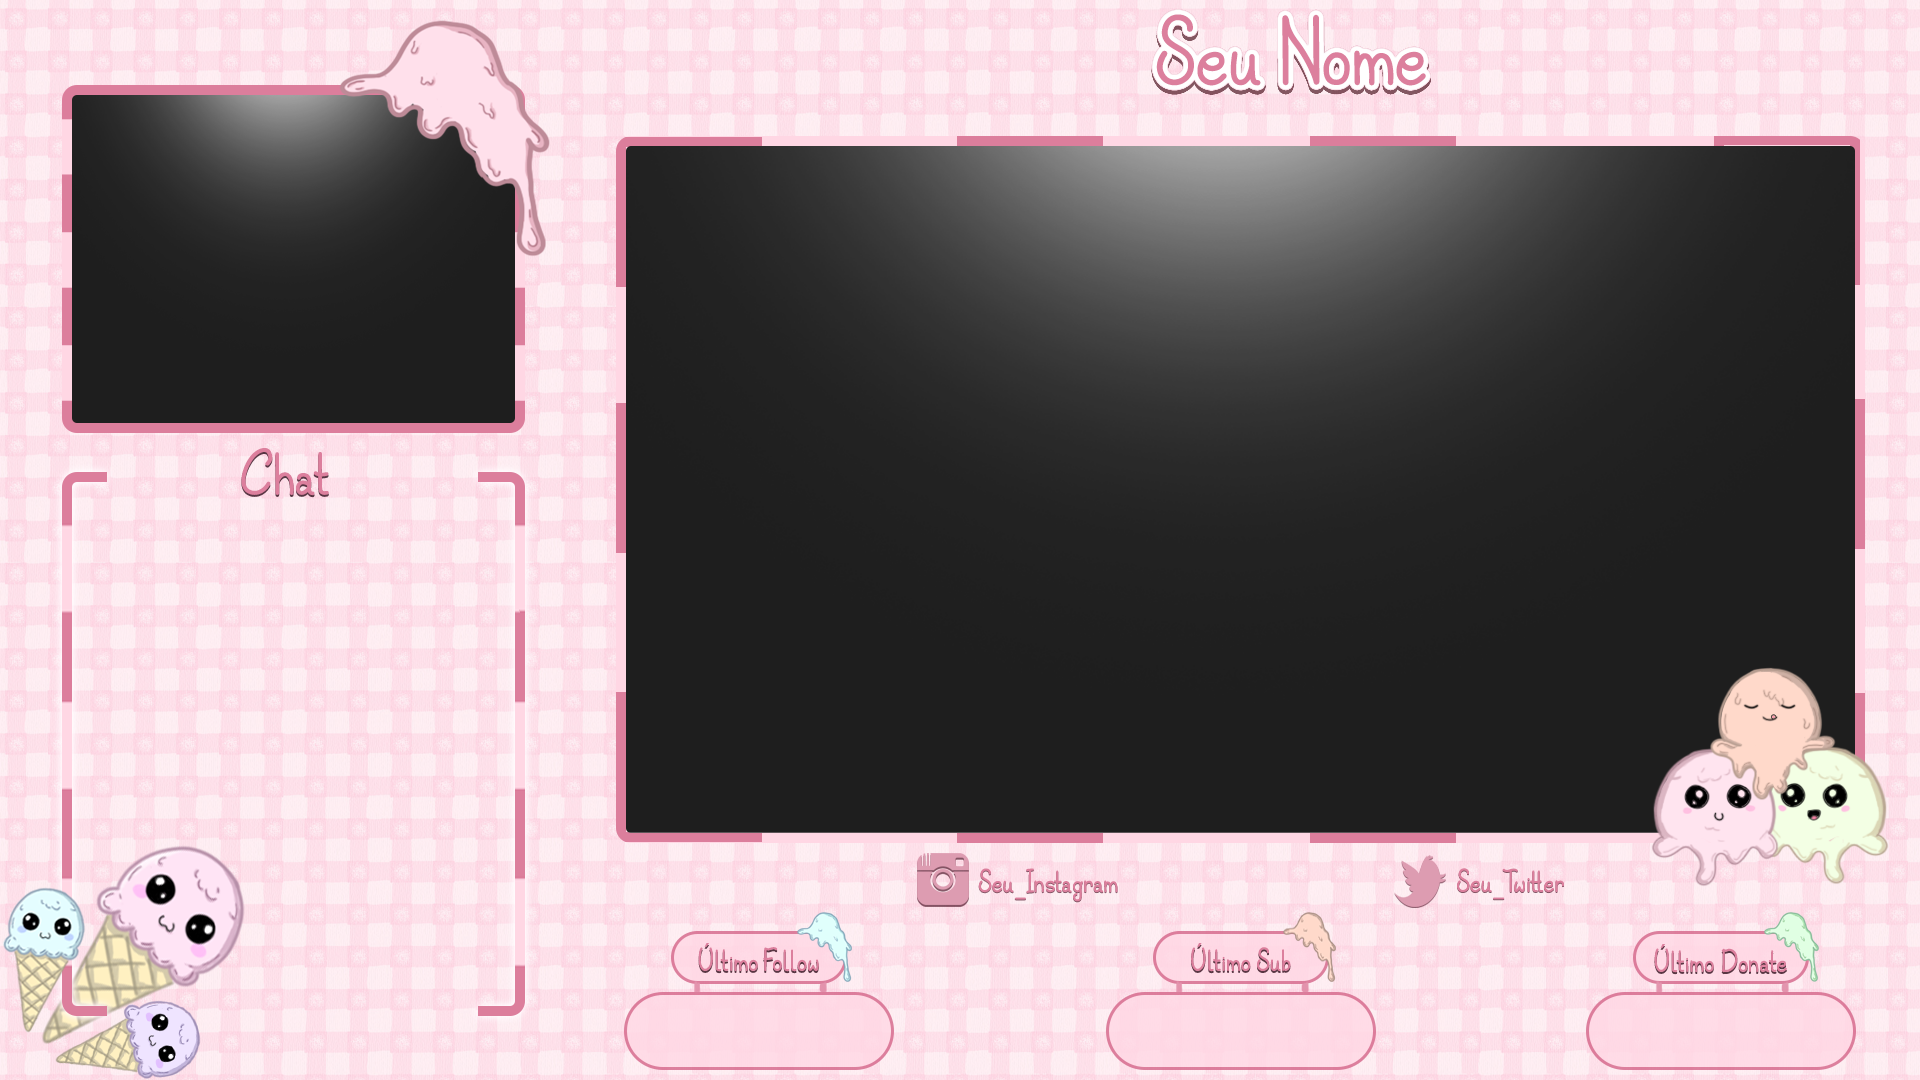 Seu Nome
Chat
Seu_Instagram
Seu_Twitter
Último Follow
Último Sub
Último Donate